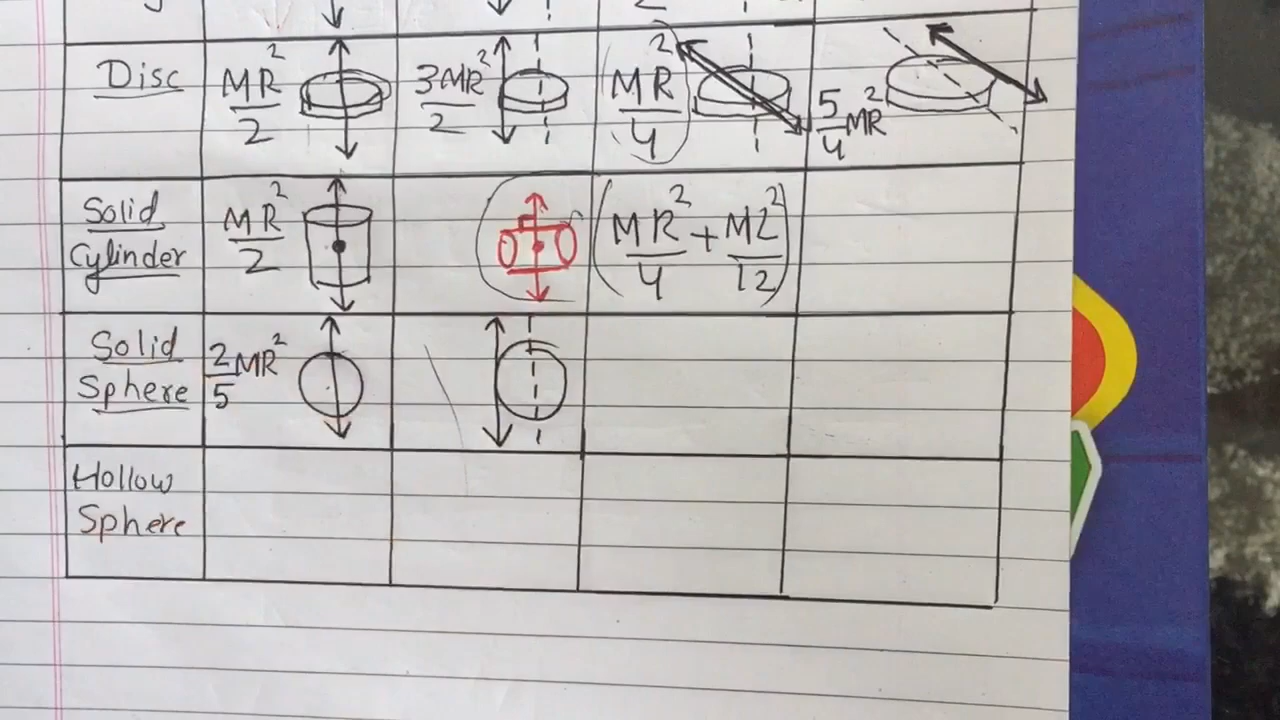 Disc MR²/2 3MR²/2 MR²/4 5/4 MR²
Solid Cylinder MR²/2 (MR²/4 + ML²/12)
Solid Sphere 2/5 MR²
Hollow Sphere